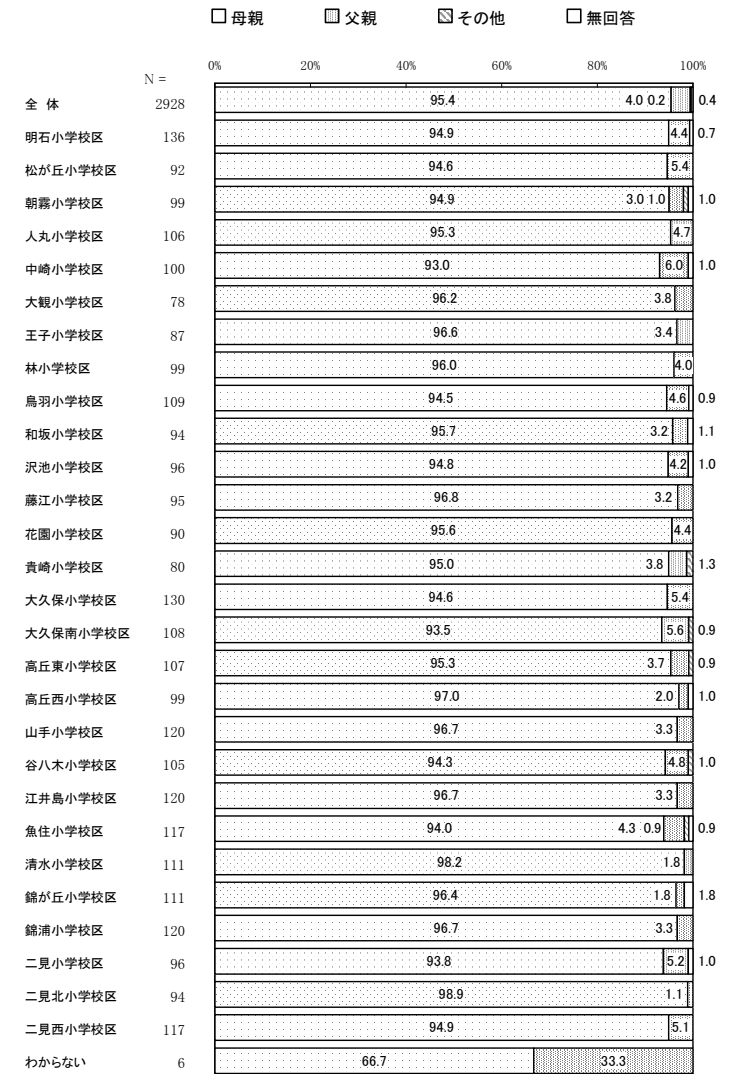 母親 父親 その他 無回答
0% 20% 40% 60% 80% 100%
N =
全 体 2928 95.4 4.0 0.2 0.4
明石小学校区 136 94.9 4.4 0.7
松が丘小学校区 92 94.6 5.4
朝霧小学校区 99 94.9 3.0 1.0 1.0
人丸小学校区 106 95.3 4.7
中崎小学校区 100 93.0 6.0 1.0
大観小学校区 78 96.2 3.8
王子小学校区 87 96.6 3.4
林小学校区 99 96.0 4.0
鳥羽小学校区 109 94.5 4.6 0.9
和坂小学校区 94 95.7 3.2 1.1
沢池小学校区 96 94.8 4.2 1.0
藤江小学校区 95 96.8 3.2
花園小学校区 90 95.6 4.4
貴崎小学校区 80 95.0 3.8 1.3
大久保小学校区 130 94.6 5.4
大久保南小学校区 108 93.5 5.6 0.9
高丘東小学校区 107 95.3 3.7 0.9
高丘西小学校区 99 97.0 2.0 1.0
山手小学校区 120 96.7 3.3
谷八木小学校区 105 94.3 4.8 1.0
江井島小学校区 120 96.7 3.3
魚住小学校区 117 94.0 4.3 0.9 0.9
清水小学校区 111 98.2 1.8
錦が丘小学校区 111 96.4 1.8 1.8
錦浦小学校区 120 96.7 3.3
二見小学校区 96 93.8 5.2 1.0
二見北小学校区 94 98.9 1.1
二見西小学校区 117 94.9 5.1
わからない 6 66.7 33.3